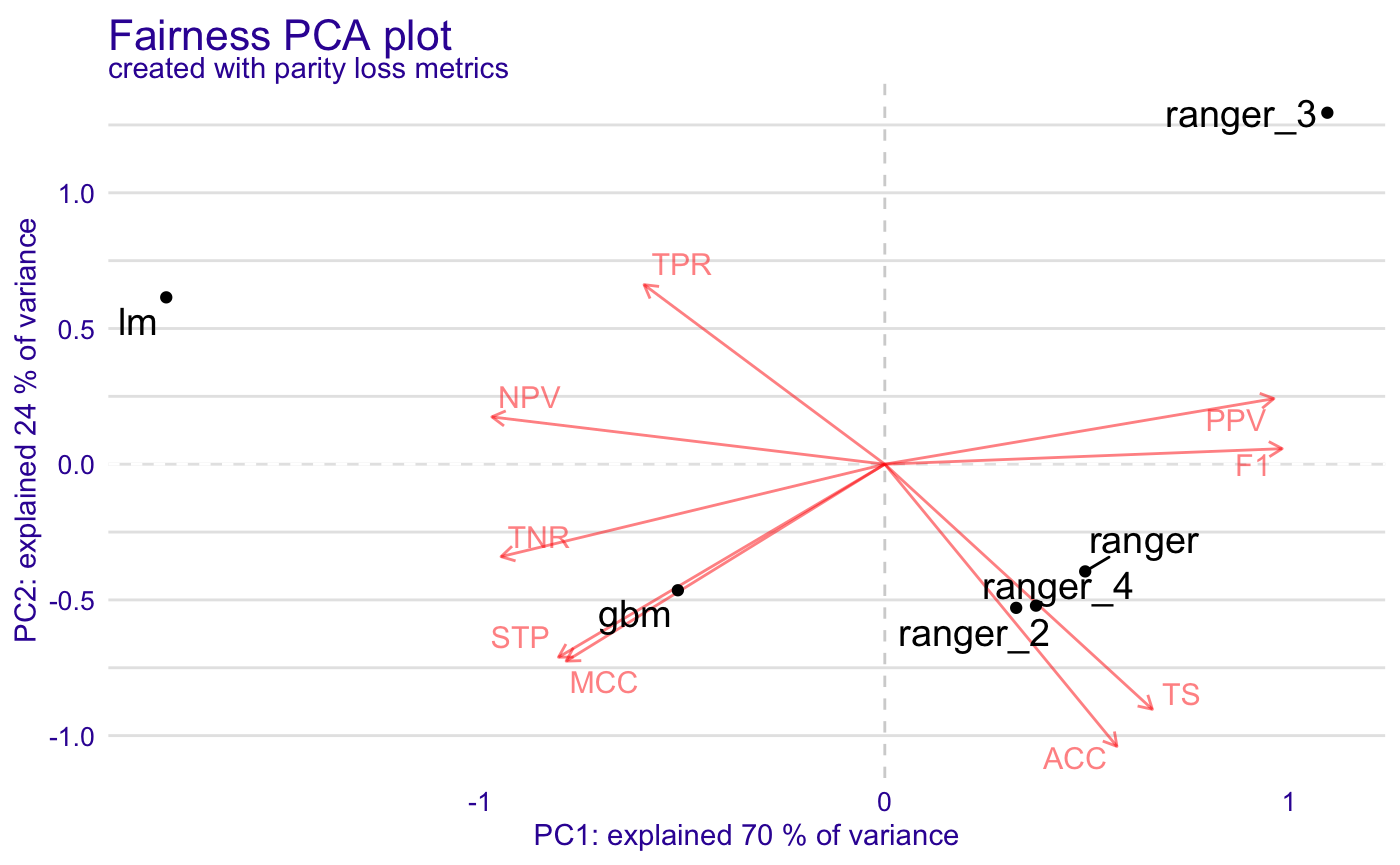 Fairness PCA plot
created with parity loss metrics
ranger_3
1.0
TPR
lm
0.5
NPV
PPV
0.0
F1
TNR
ranger
ranger_4
-0.5
gbm
ranger_2
STP
MCC
TS
-1.0
ACC
-1
0
1
PC1: explained 70 % of variance
PC2: explained 24 % of variance